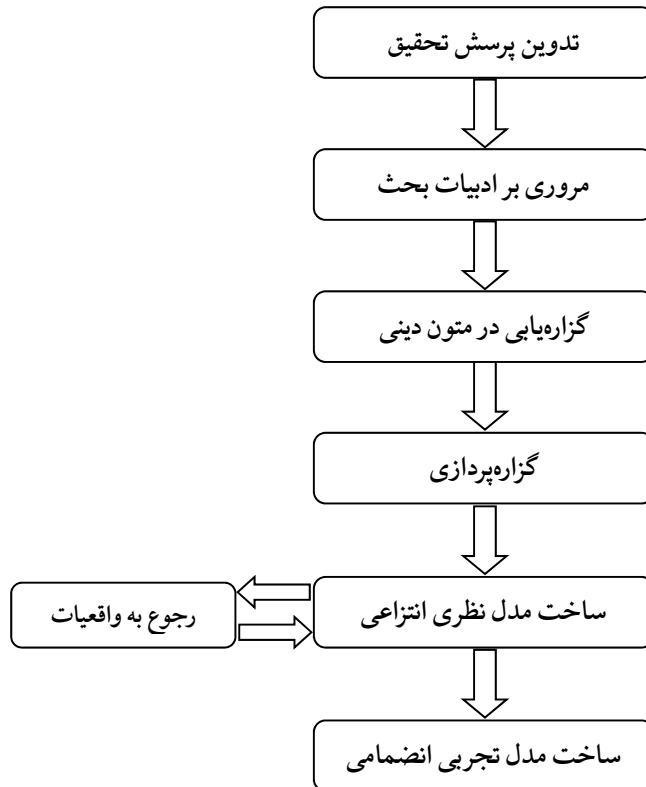 تدوین پرسش تحقیق
مروری بر ادبیات بحث
گزاره‌یابی در متون دینی
گزاره‌پردازی
ساخت مدل نظری انتزاعی
رجوع به واقعیات
ساخت مدل تجربی انضمامی